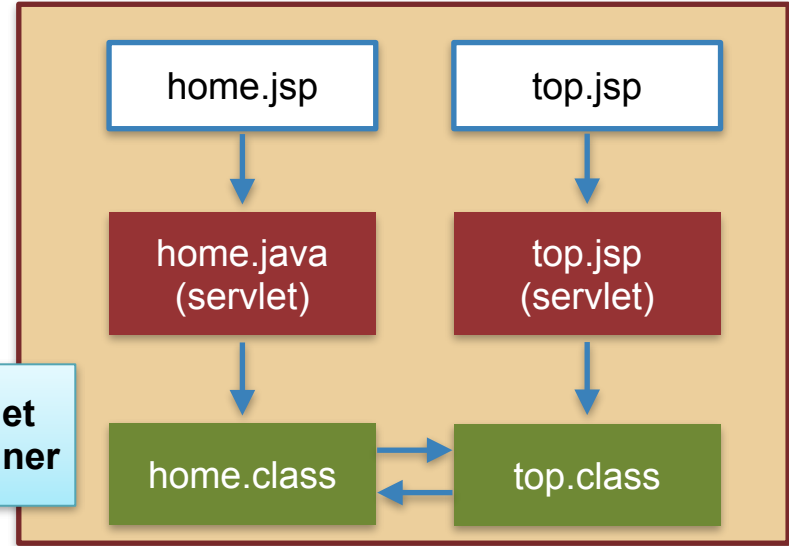 home.jsp
top.jsp
home.java
(servlet)
top.jsp
(servlet)
et
ner
home.class
top.class